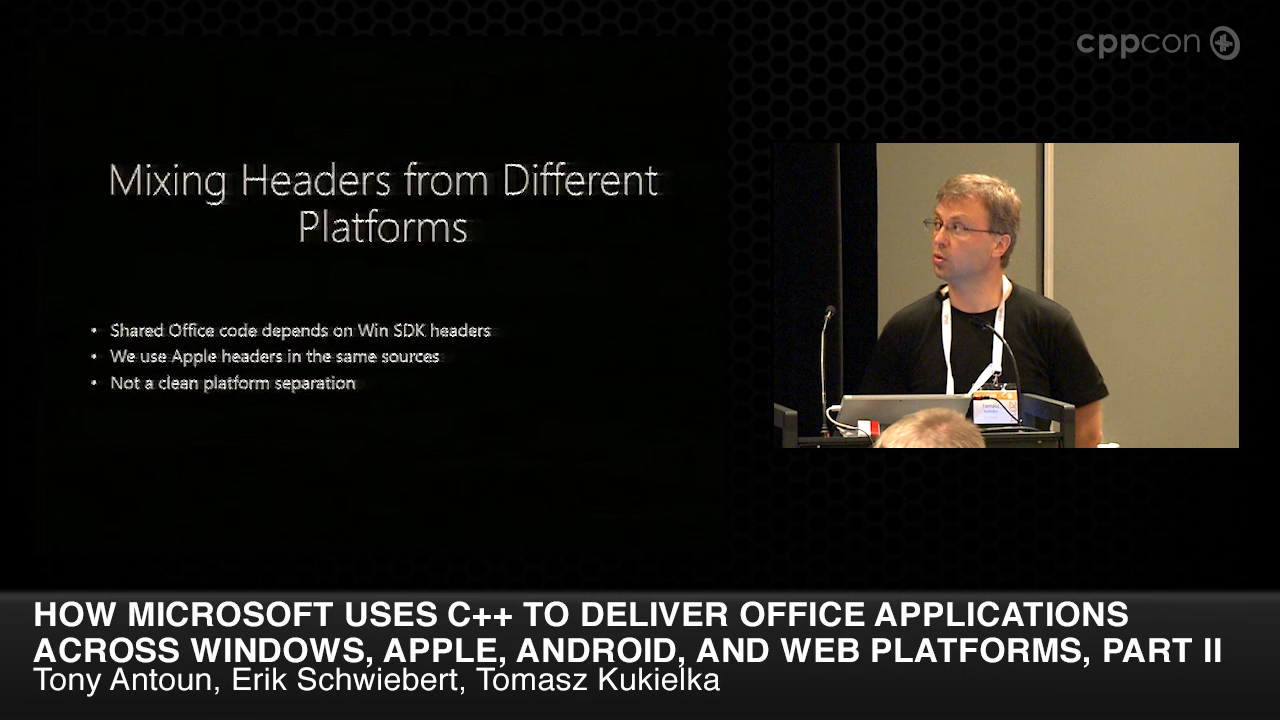 cppcon
Mixing Headers from Different
Platforms
• Shared Office code depends on Win SDK headers
• We use Apple headers in the same sources
• Not a clean platform separation
HOW MICROSOFT USES C++ TO DELIVER OFFICE APPLICATIONS
ACROSS WINDOWS, APPLE, ANDROID, AND WEB PLATFORMS, PART II
Tony Antoun, Erik Schwiebert, Tomasz Kukielka